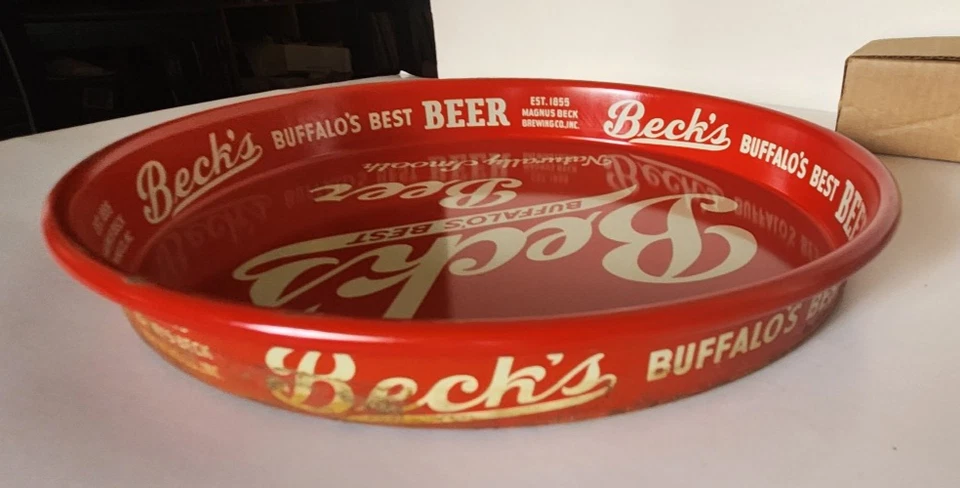 Beck's BUFFALO'S BEST BEER
EST. 1855
MAGNUS BECK
BREWING CO., INC.
Beck's BUFFALO'S BEST BEER
Beck's
BUFFALO'S BEST
Beer
Naturally Smooth
Beck's BUFFALO'S